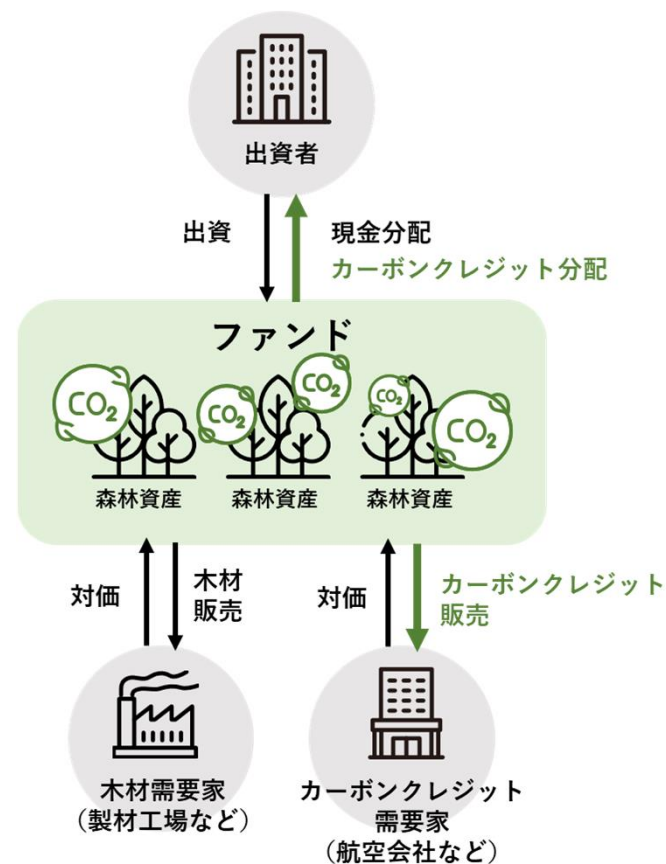 出資者
出資
現金分配
カーボンクレジット分配
ファンド
CO₂
CO₂
CO₂
CO₂
CO₂
森林資産
森林資産
森林資産
対価
木材
販売
対価
カーボンクレジット
販売
木材需要家
（製材工場など）
カーボンクレジット
需要家
（航空会社など）